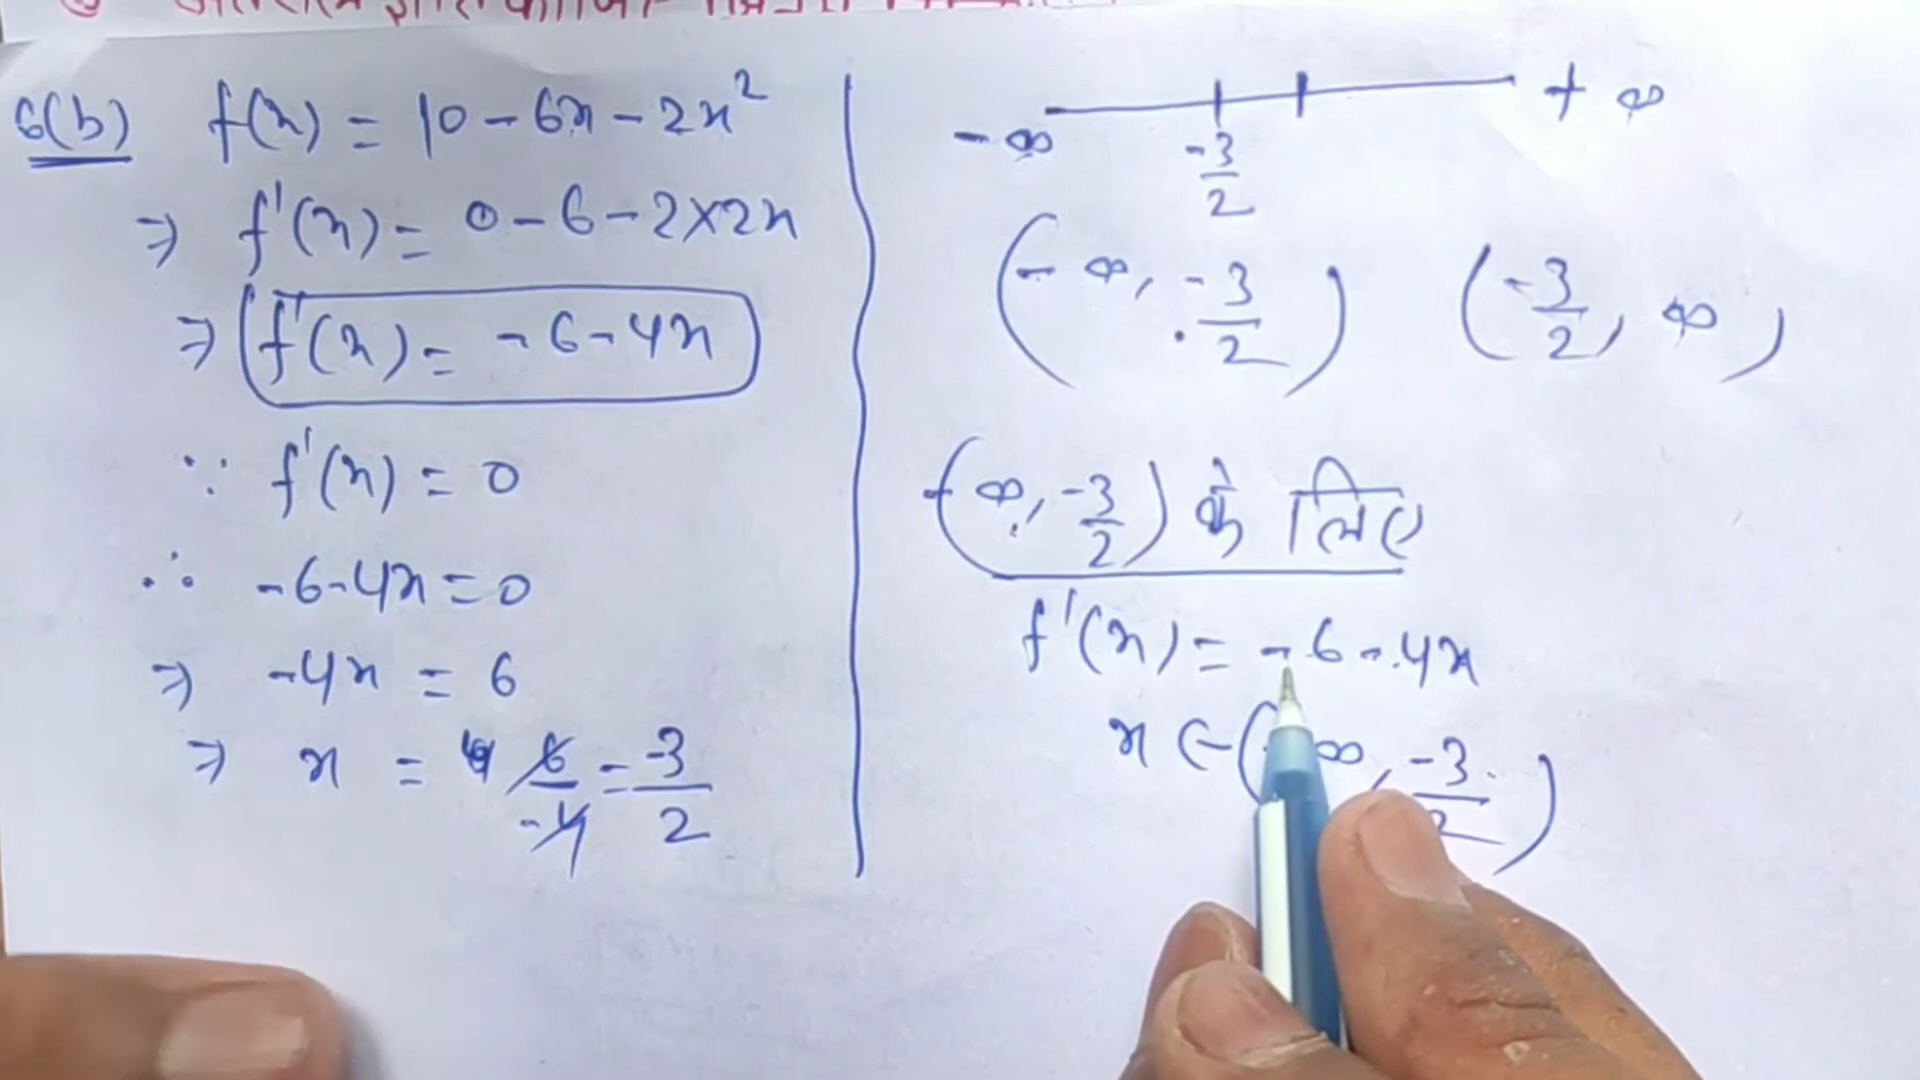 6(b) f(x) = 10 - 6x - 2x²
⇒ f'(x) = 0 - 6 - 2×2x
⇒ f'(x) = -6-4x
∵ f'(x) = 0
∴ -6-4x = 0
⇒ -4x = 6
⇒ x = 6/-4 = -3/2
-∞ -3/2 +∞
(-∞, -3/2) (-3/2, ∞)
(-∞, -3/2) के लिए
f'(x) = -6-4x
x ∈ (-∞, -3/2)